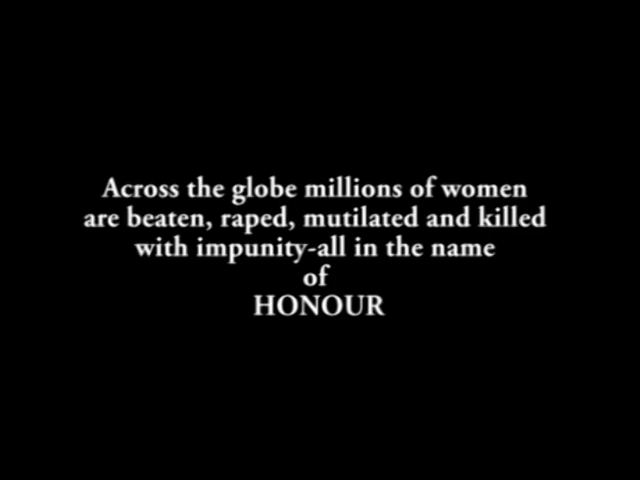 Across the globe millions of women
are beaten, raped, mutilated and killed
with impunity-all in the name
of
HONOUR